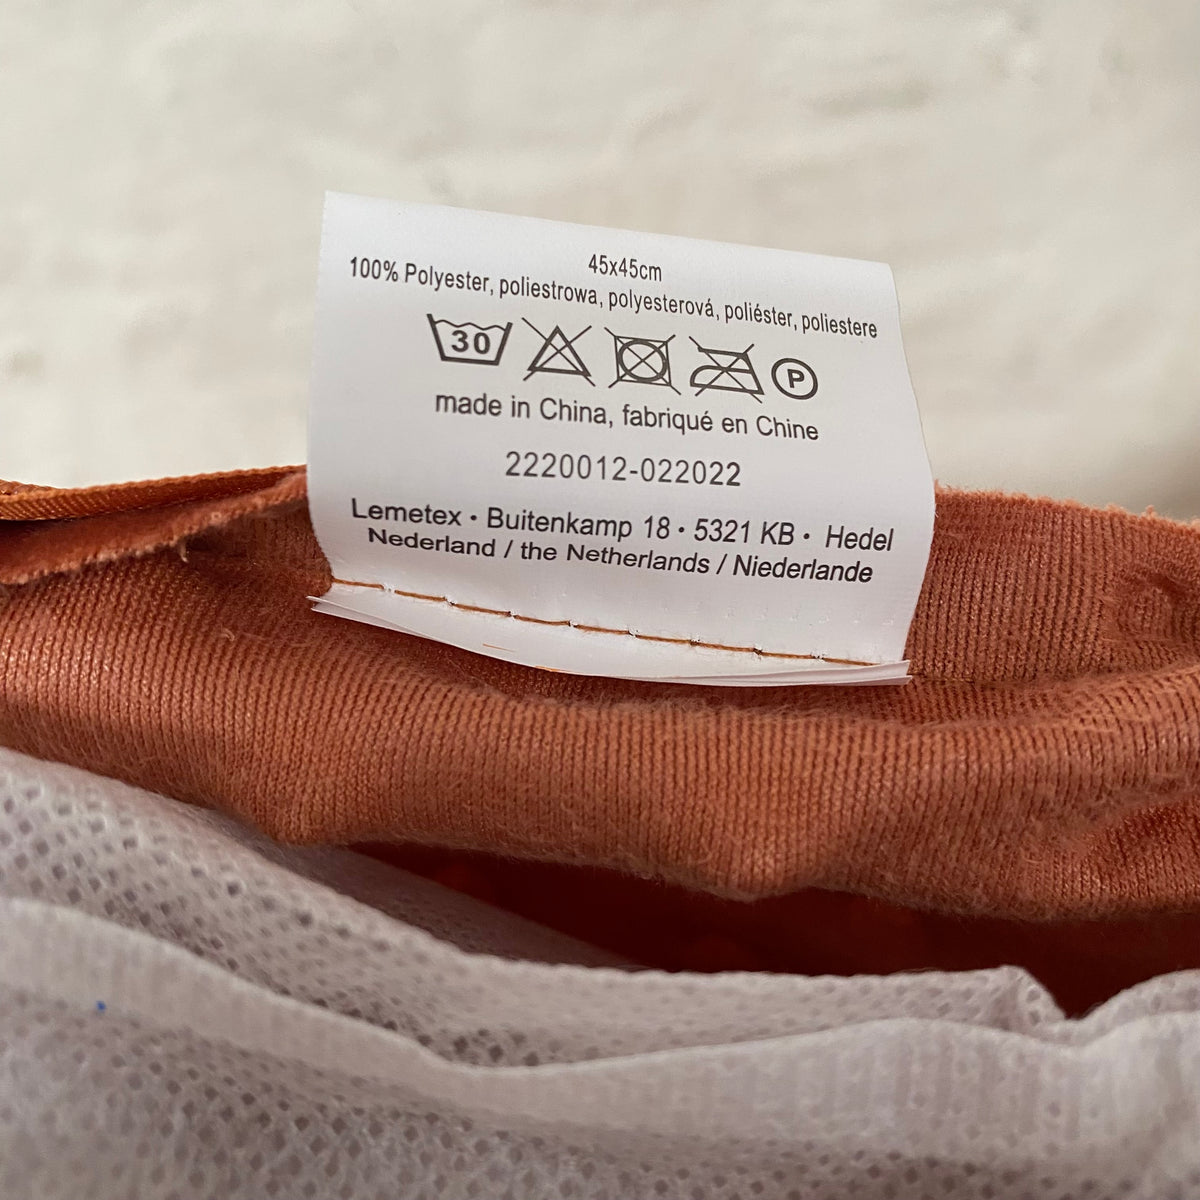 45x45cm
100% Polyester, poliestrowa, polyesterová, poliéster, poliestere
30 P
made in China, fabriqué en Chine
2220012-022022
Lemetex • Buitenkamp 18 • 5321 KB • Hedel
Nederland / the Netherlands / Niederlande